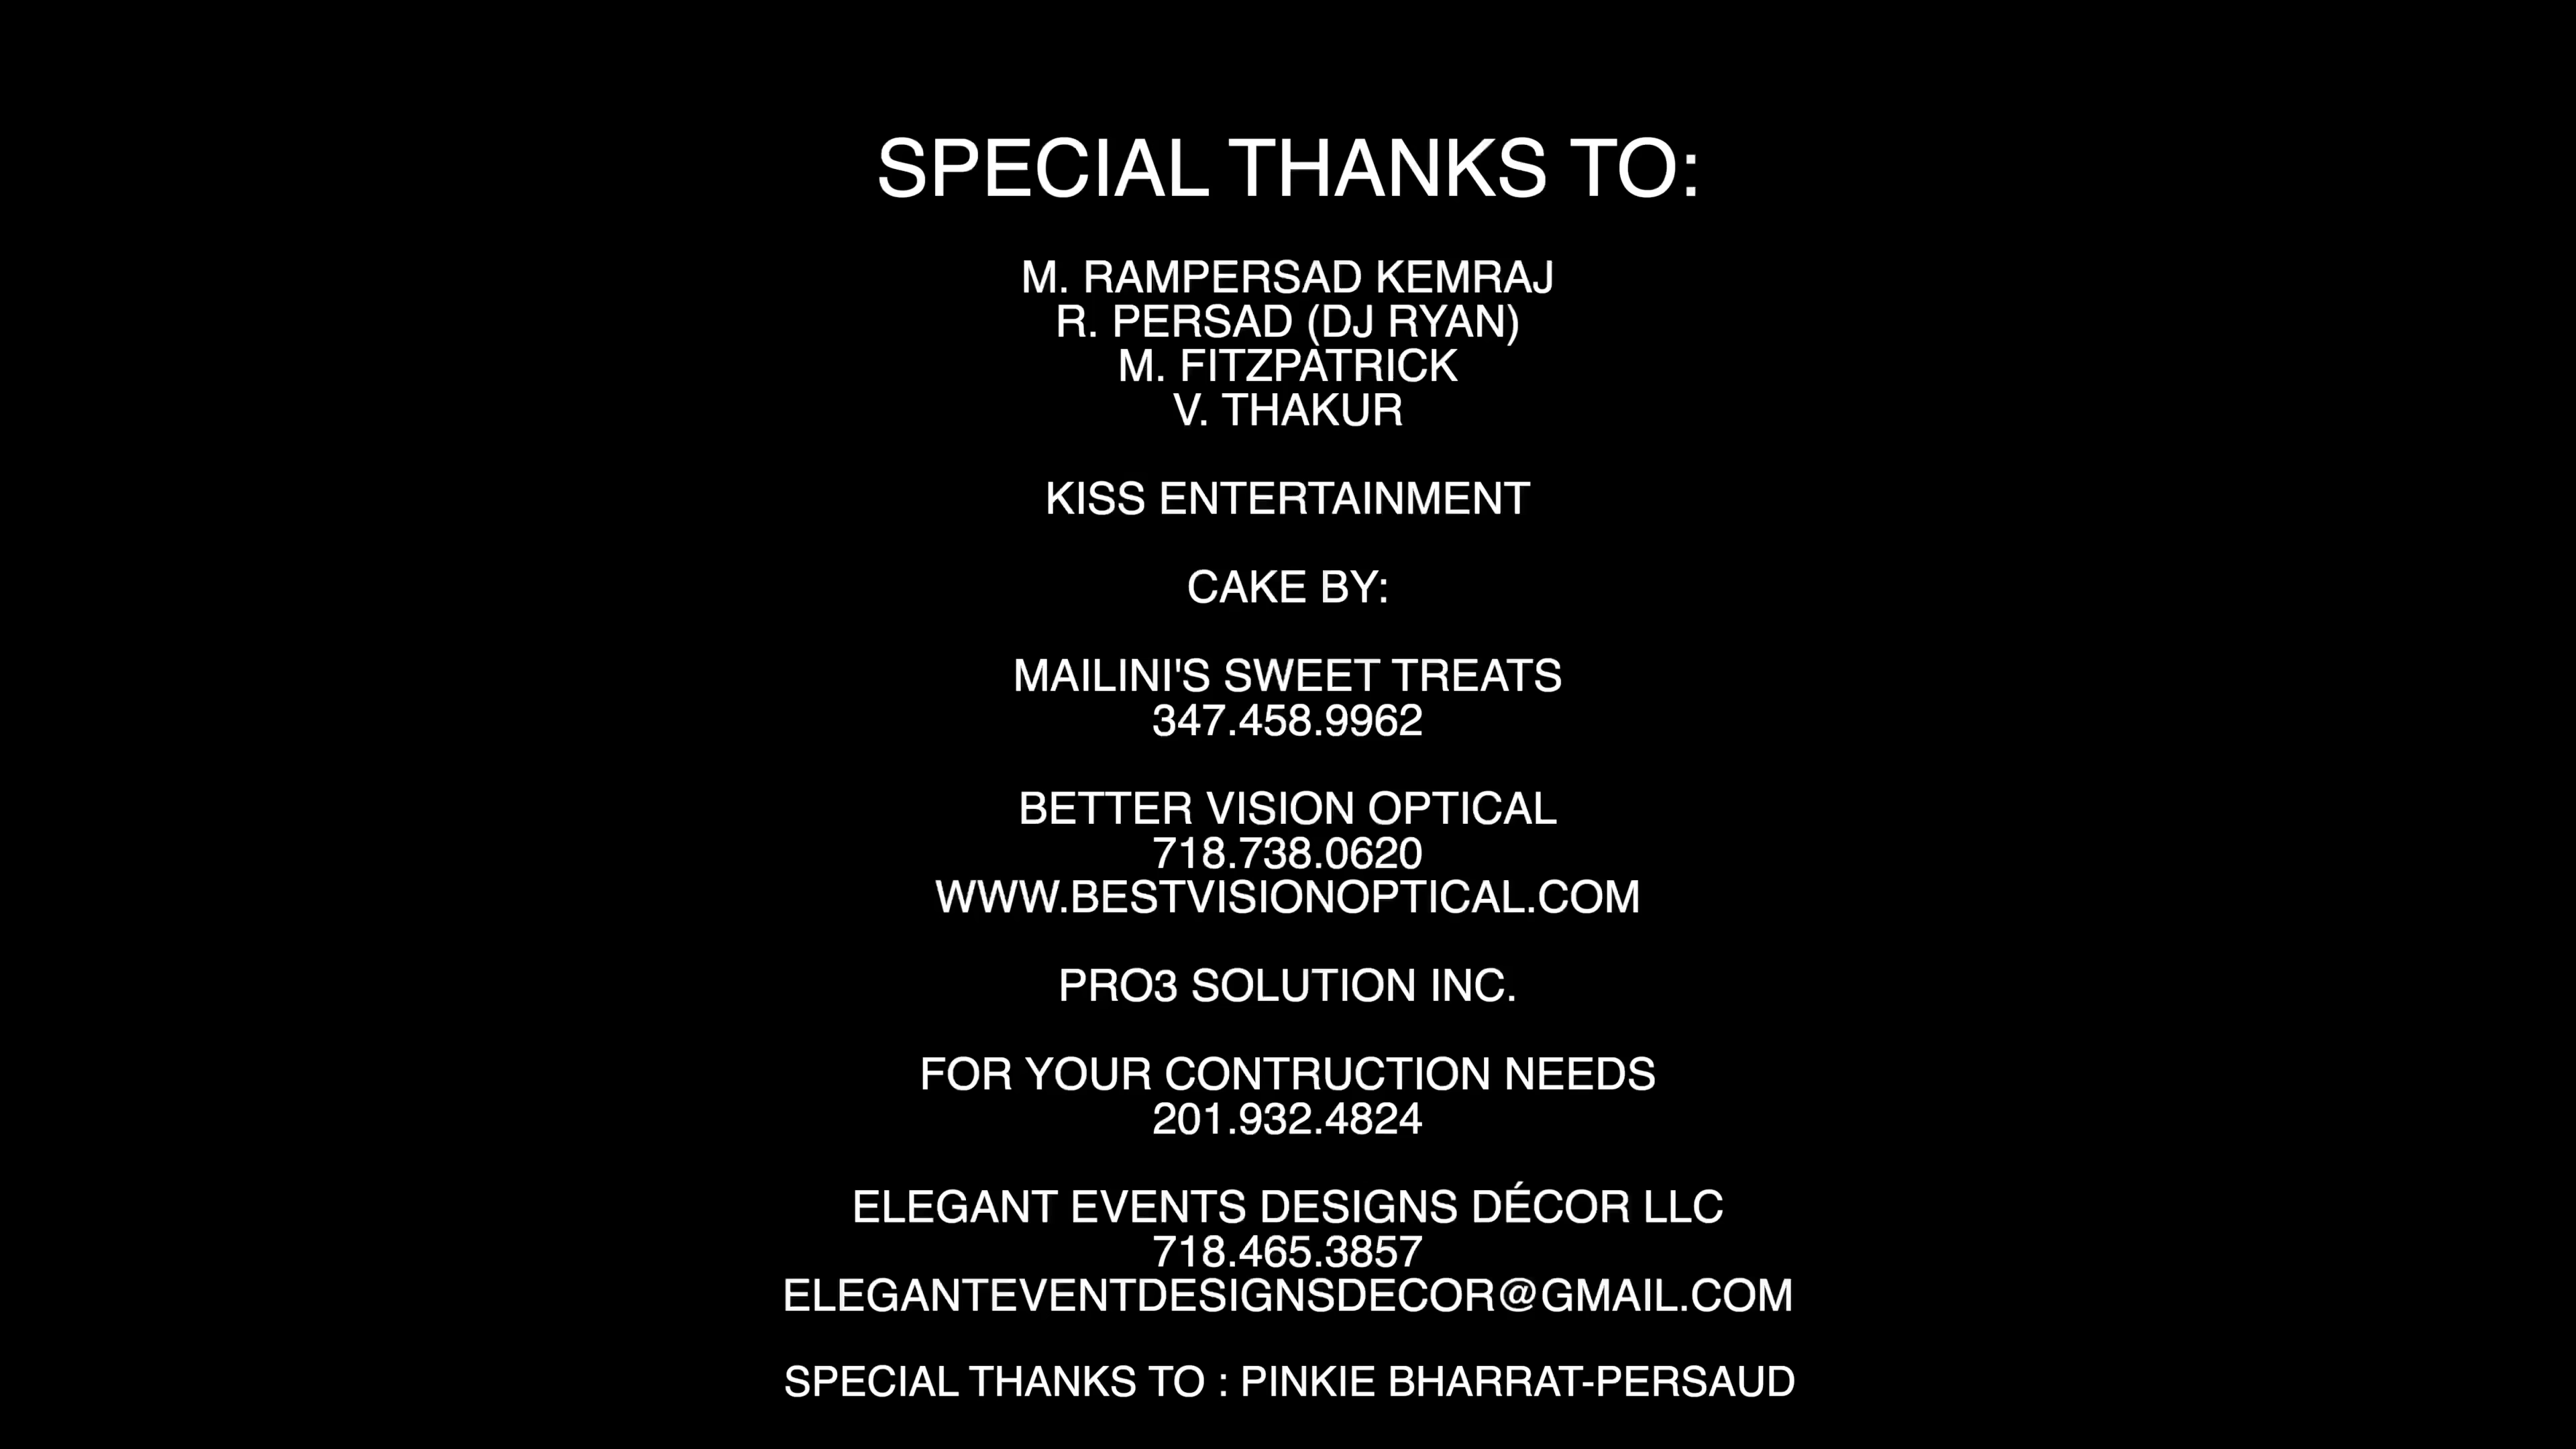 SPECIAL THANKS TO:
M. RAMPERSAD KEMRAJ
R. PERSAD (DJ RYAN)
M. FITZPATRICK
V. THAKUR
KISS ENTERTAINMENT
CAKE BY:
MAILINI'S SWEET TREATS
347.458.9962
BETTER VISION OPTICAL
718.738.0620
WWW.BESTVISIONOPTICAL.COM
PRO3 SOLUTION INC.
FOR YOUR CONTRUCTION NEEDS
201.932.4824
ELEGANT EVENTS DESIGNS DÉCOR LLC
718.465.3857
ELEGANTEVENTDESIGNSDECOR@GMAIL.COM
SPECIAL THANKS TO : PINKIE BHARRAT-PERSAUD